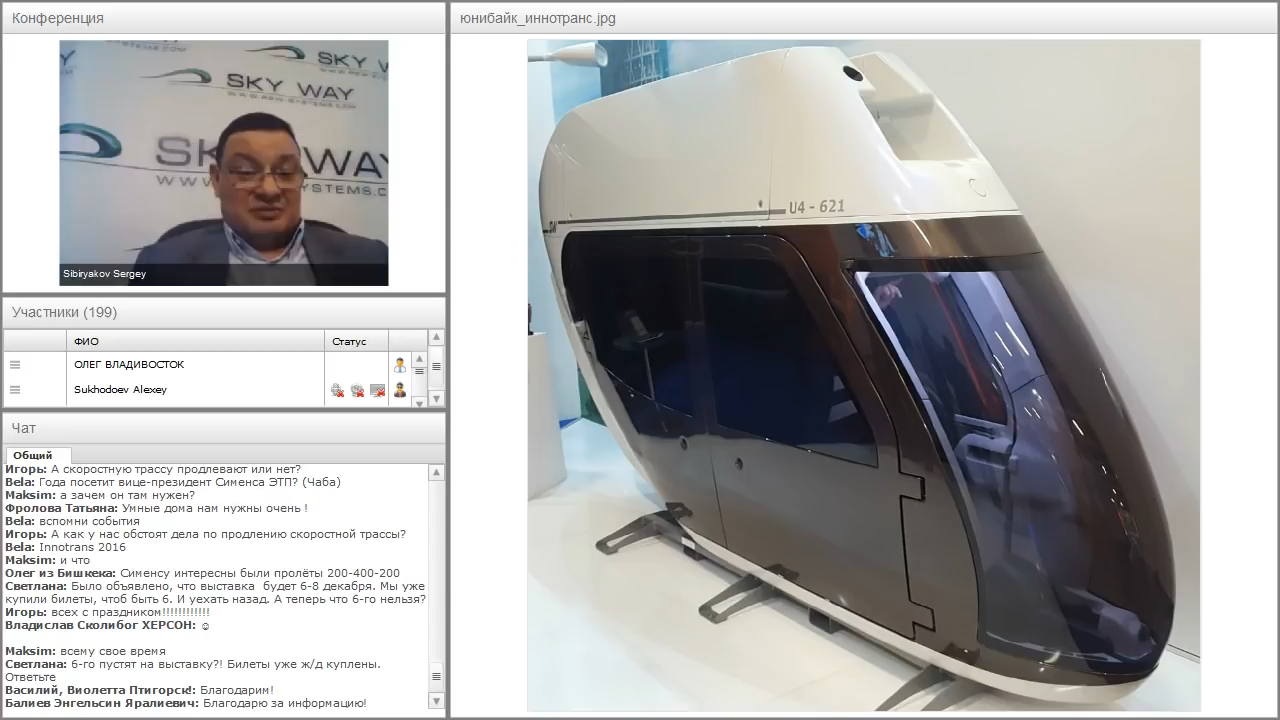 Конференция
SKY WAY
SKY WAY
WWW.RSW-SYSTEMS.COM
SKY WAY
Sibiryakov Sergey
Участники (199)
ФИО
Статус
ОЛЕГ ВЛАДИВОСТОК
Sukhodoev Alexey
Чат
Общий
Игорь: А скоростную трассу продлевают или нет?
Bela: Года посетит вице-президент Сименса ЭТП? (Чаба)
Maksim: а зачем он там нужен?
Фролова Татьяна: Умные дома нам нужны очень !
Bela: вспомни события
Игорь: А как у нас обстоят дела по продлению скоростной трассы?
Bela: Innotrans 2016
Maksim: и что
Олег из Бишкека: Сименсу интересны были пролёты 200-400-200
Светлана: Было объявлено, что выставка будет 6-8 декабря. Мы уже
купили билеты, чтоб быть 6. И уехать назад. А теперь что 6-го нельзя?
Игорь: всех с праздником!!!!!!!!!!!!
Владислав Сколибог ХЕРСОН: ☺
Maksim: всему свое время
Светлана: 6-го пустят на выставку?! Билеты уже ж/д куплены.
Ответьте
Василий, Виолетта Птигорск!: Благодарим!
Балиев Энгельсин Яралиевич: Благодарю за информацию!
юнибайк_иннотранс.jpg
U4 - 621